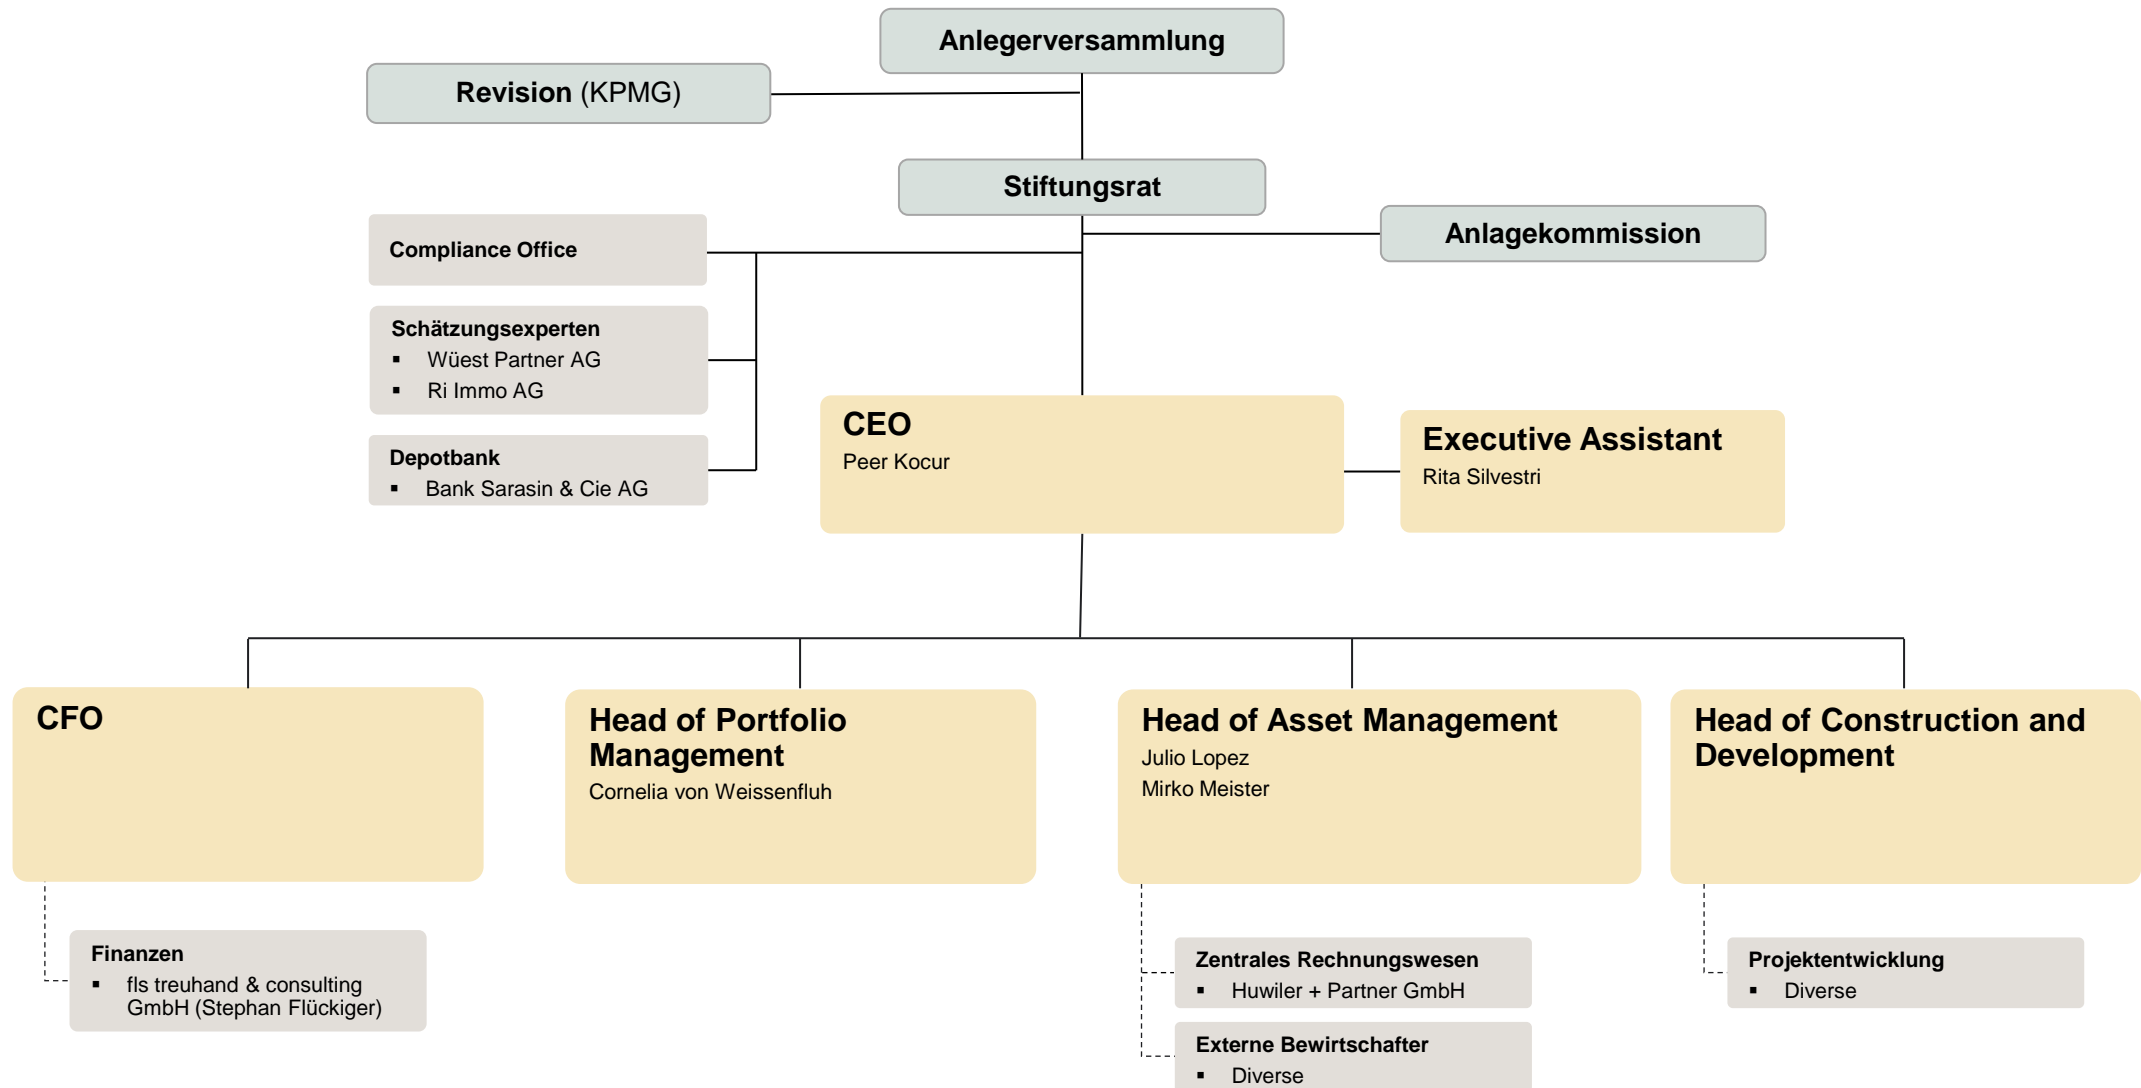 Anlegerversammlung
Revision (KPMG)
Stiftungsrat
Anlagekommission
Compliance Office
Schätzungsexperten
▪ Wüest Partner AG
▪ Ri Immo AG
Depotbank
▪ Bank Sarasin & Cie AG
CEO
Peer Kocur
Executive Assistant
Rita Silvestri
CFO
Head of Portfolio
Management
Cornelia von Weissenfluh
Head of Asset Management
Julio Lopez
Mirko Meister
Head of Construction and
Development
Finanzen
▪ fls treuhand & consulting
GmbH (Stephan Flückiger)
Zentrales Rechnungswesen
▪ Huwiler + Partner GmbH
Externe Bewirtschafter
▪ Diverse
Projektentwicklung
▪ Diverse